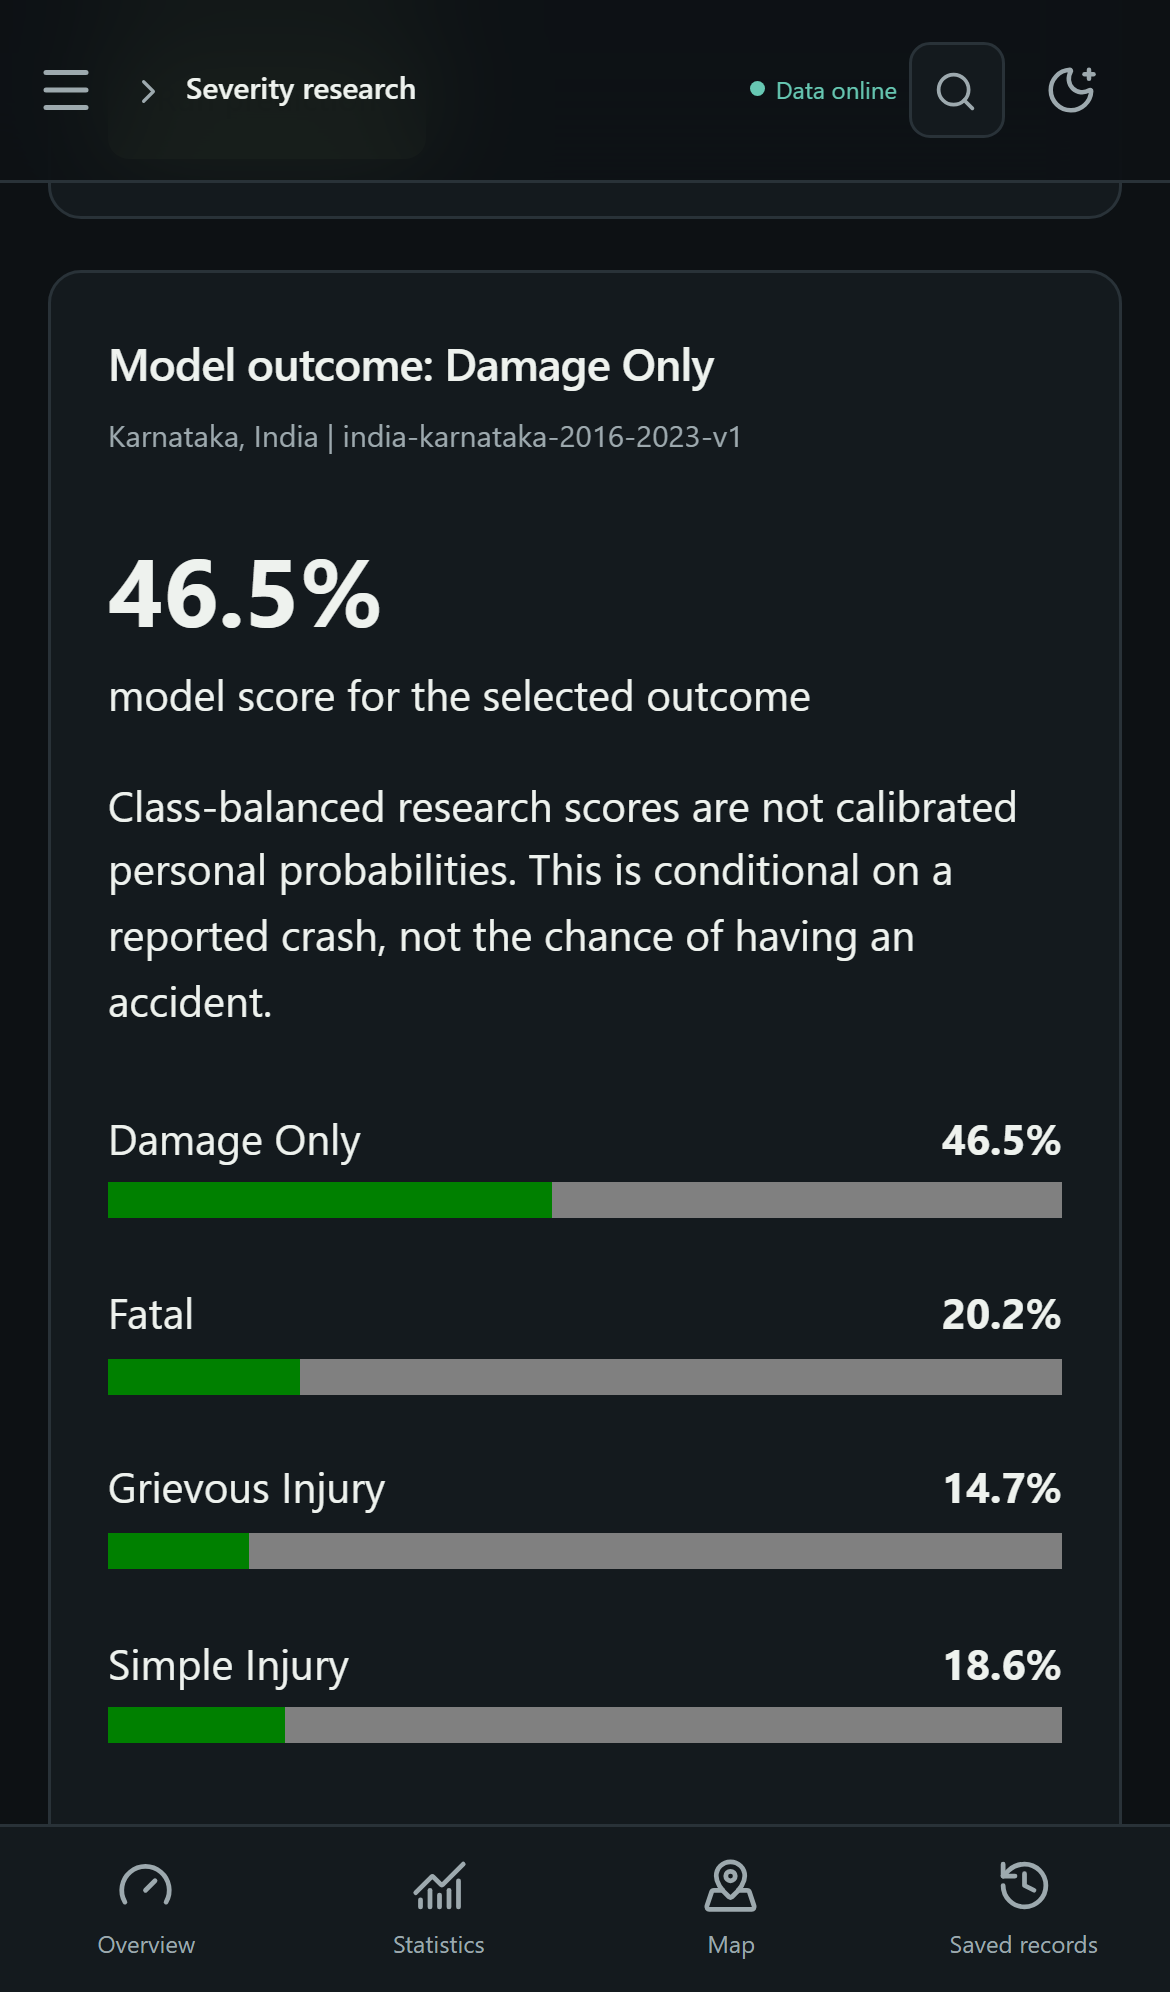 Severity research
Data online
Model outcome: Damage Only
Karnataka, India | india-karnataka-2016-2023-v1
46.5%
model score for the selected outcome
Class-balanced research scores are not calibrated
personal probabilities. This is conditional on a
reported crash, not the chance of having an
accident.
Damage Only 46.5%
Fatal 20.2%
Grievous Injury 14.7%
Simple Injury 18.6%
Overview Statistics Map Saved records